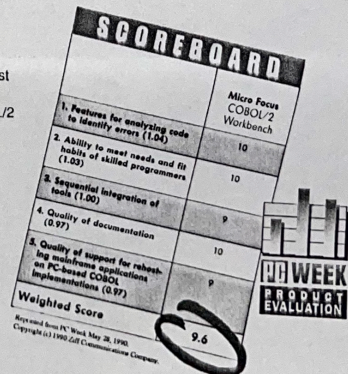 st
/2
SCOREBOARD
Micro Focus
COBOL/2
Workbench
1. Features for analyzing code
to identify errors (1.04)
10
2. Ability to meet needs and fit
habits of skilled programmers
(1.03)
10
3. Sequential integration of
tools (1.00)
9
4. Quality of documentation
(0.97)
10
5. Quality of support for rehost-
ing mainframe applications
on PC-based COBOL
implementations (0.97)
9
Weighted Score
9.6
Reprinted from PC Week May 28, 1990.
Copyright (c) 1990 Ziff Communications Company.
PC WEEK
PRODUCT
EVALUATION